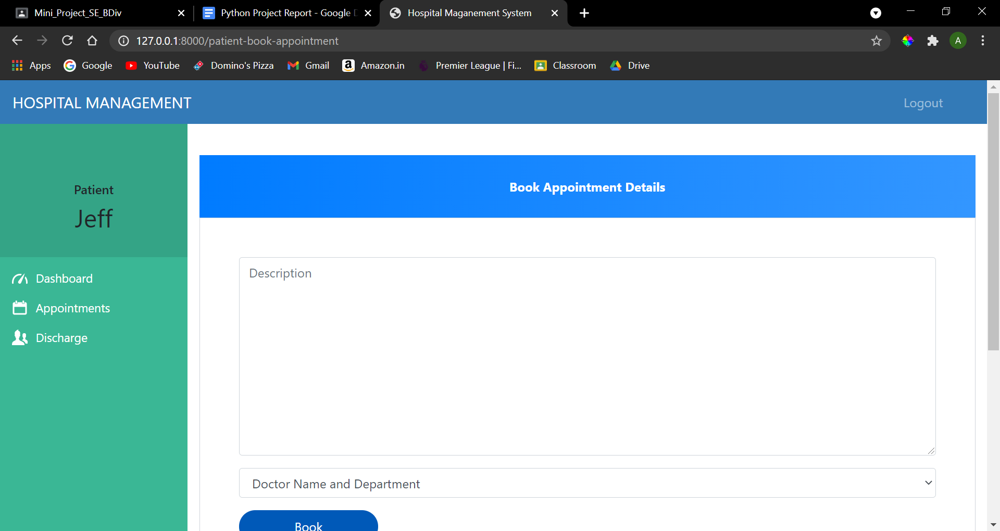 Mini_Project_SE_BDiv
Python Project Report - Google
Hospital Maganement System
127.0.0.1:8000/patient-book-appointment
A
Apps
Google
YouTube
Domino's Pizza
Gmail
Amazon.in
Premier League | Fi...
Classroom
Drive
HOSPITAL MANAGEMENT
Logout
Patient
Jeff
Dashboard
Appointments
Discharge
Book Appointment Details
Description
Doctor Name and Department
Book